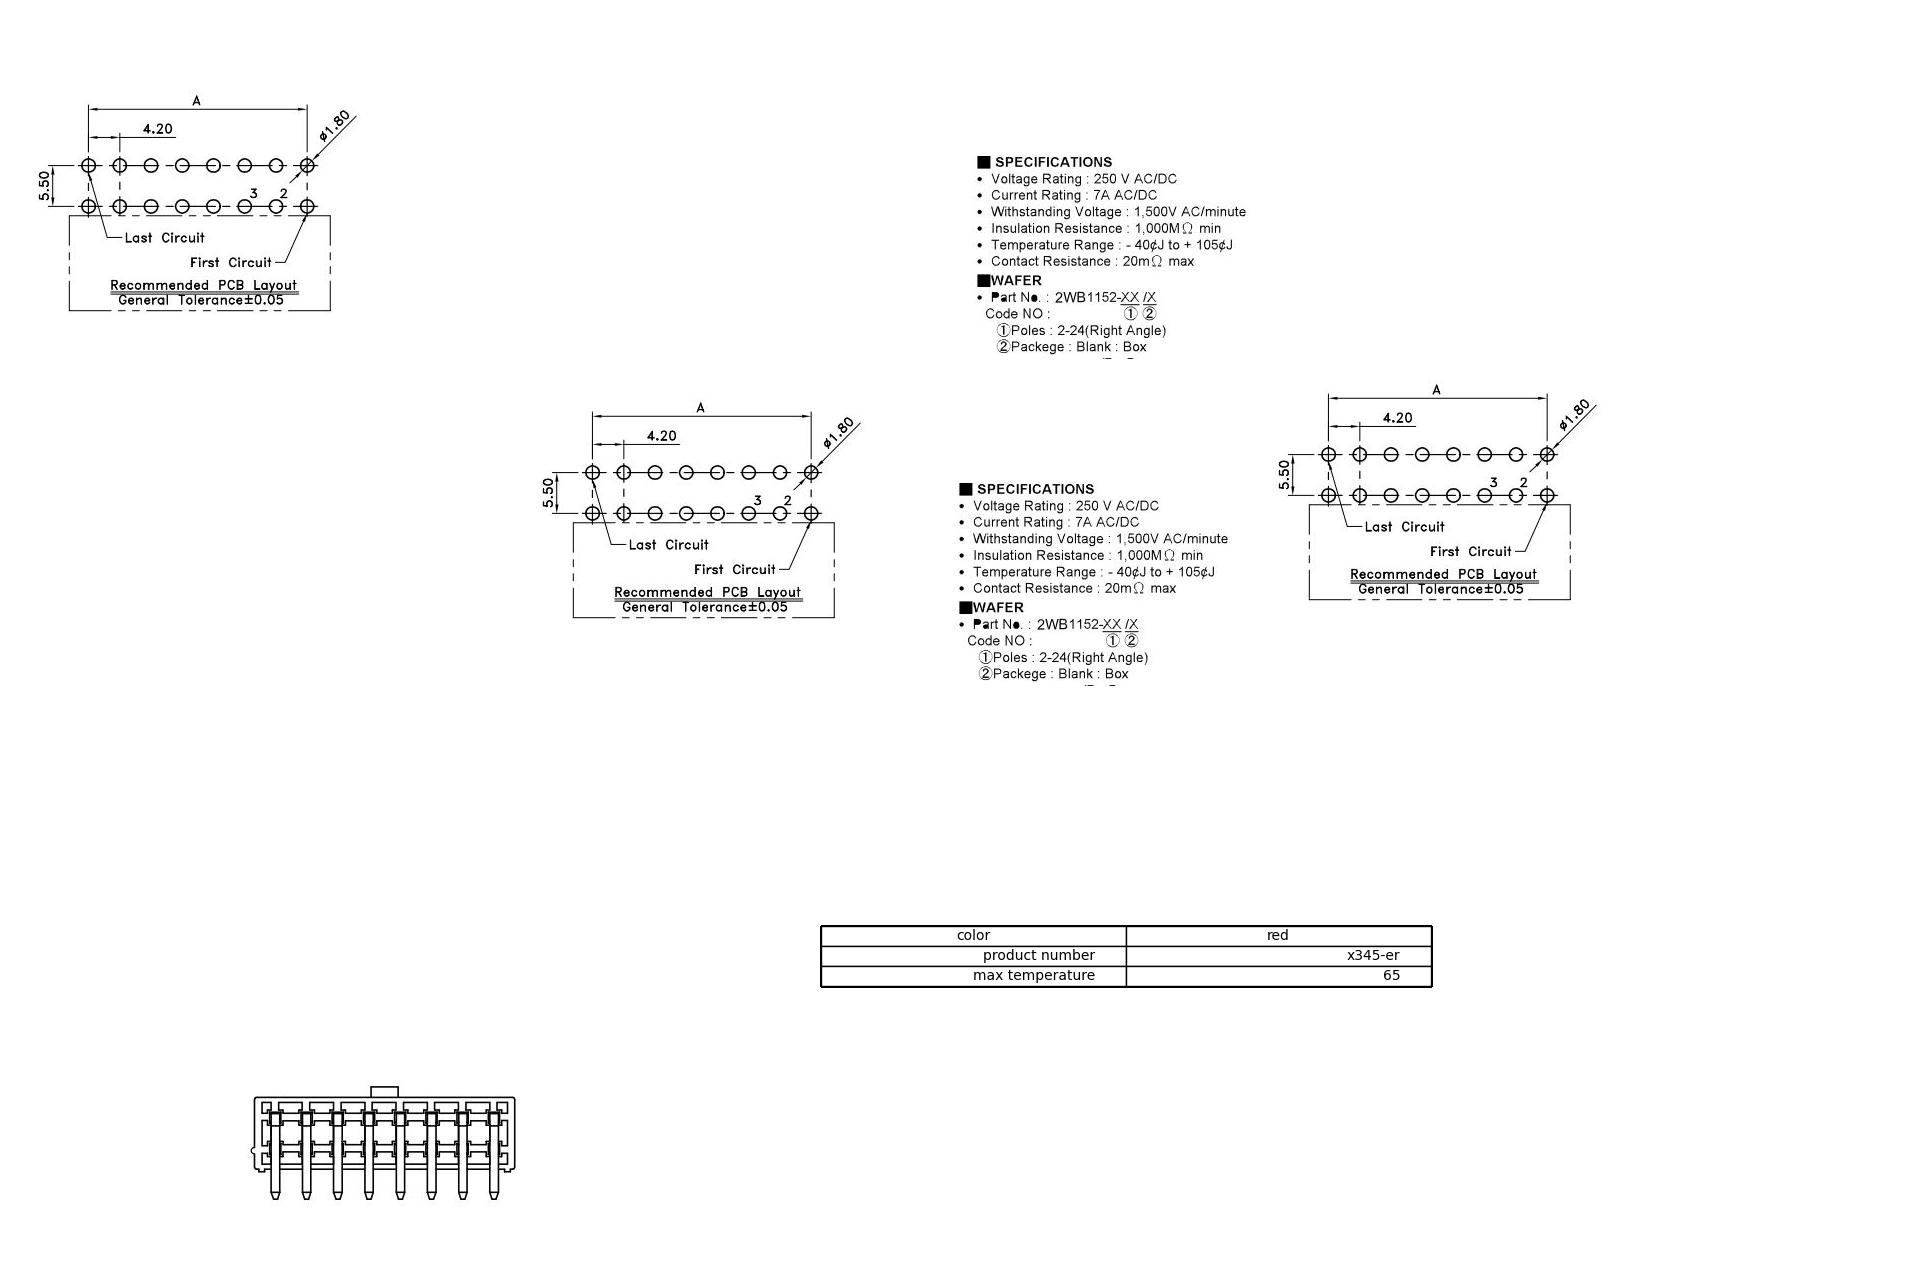 A
4.20
ø1.80
5.50
3 2
Last Circuit
First Circuit
Recommended PCB Layout
General Tolerance±0.05
■ SPECIFICATIONS
• Voltage Rating : 250 V AC/DC
• Current Rating : 7A AC/DC
• Withstanding Voltage : 1,500V AC/minute
• Insulation Resistance : 1,000MΩ min
• Temperature Range : - 40¢J to + 105¢J
• Contact Resistance : 20mΩ max
■WAFER
• Part No. : 2WB1152-XX /X
Code NO : ① ②
①Poles : 2-24(Right Angle)
②Packege : Blank : Box
A
4.20
ø1.80
5.50
3 2
Last Circuit
First Circuit
Recommended PCB Layout
General Tolerance±0.05
■ SPECIFICATIONS
• Voltage Rating : 250 V AC/DC
• Current Rating : 7A AC/DC
• Withstanding Voltage : 1,500V AC/minute
• Insulation Resistance : 1,000MΩ min
• Temperature Range : - 40¢J to + 105¢J
• Contact Resistance : 20mΩ max
■WAFER
• Part No. : 2WB1152-XX /X
Code NO : ① ②
①Poles : 2-24(Right Angle)
②Packege : Blank : Box
A
4.20
ø1.80
5.50
3 2
Last Circuit
First Circuit
Recommended PCB Layout
General Tolerance±0.05
color red
product number x345-er
max temperature 65